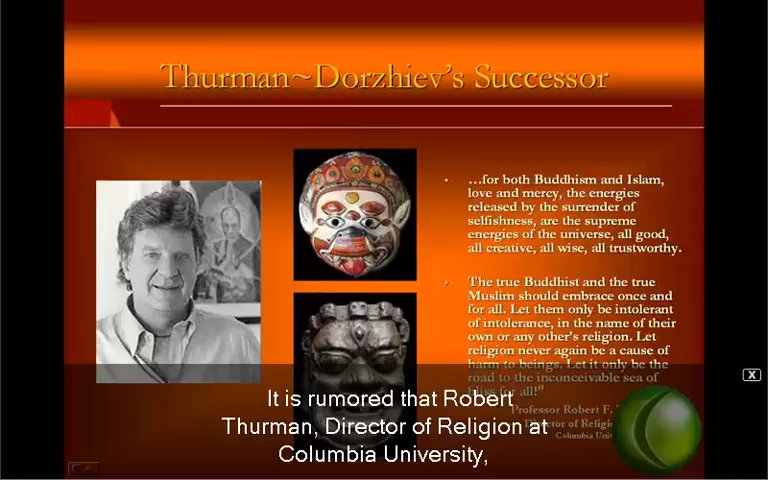 Thurman~Dorzhiev's Successor
• …for both Buddhism and Islam,
love and mercy, the energies
released by the surrender of
selfishness, are the supreme
energies of the universe, all good,
all creative, all wise, all trustworthy.
• The true Buddhist and the true
Muslim should embrace once and
for all. Let them only be intolerant
of intolerance, in the name of their
own or any other's religion. Let
religion never again be a cause of
harm to beings. Let it only be the
road to the inconceivable sea of
bliss for all!"
Professor Robert F.
Director of
Columbia
It is rumored that Robert
Thurman, Director of Religion at
Columbia University,
X